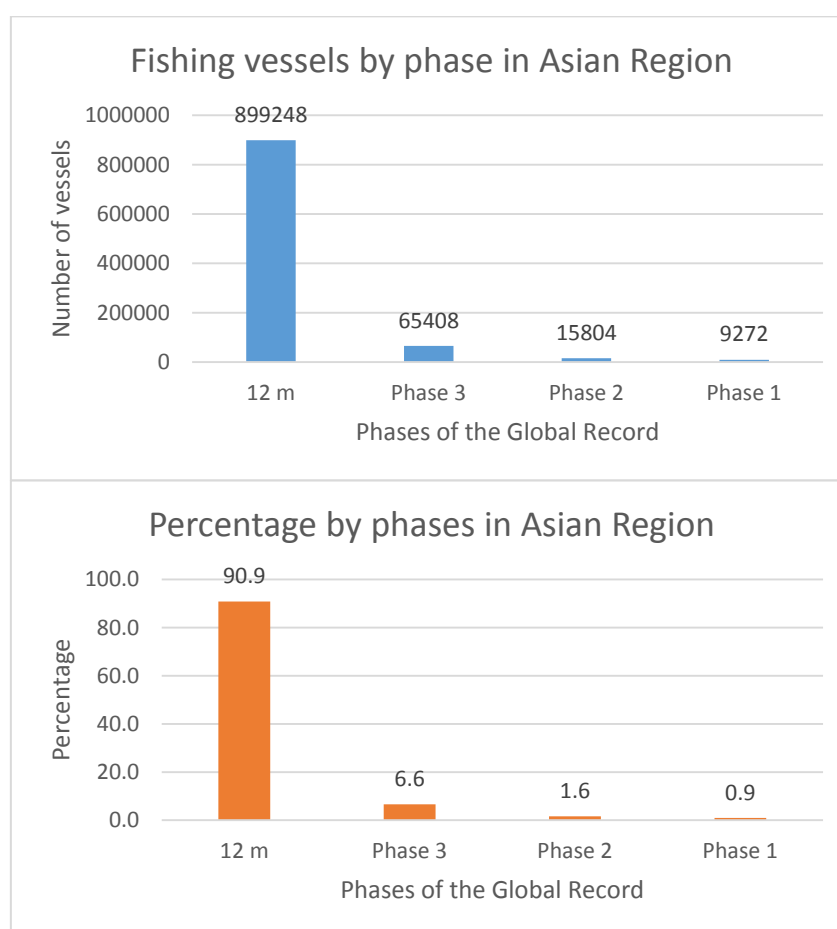 Fishing vessels by phase in Asian Region
Number of vessels
1000000
800000
600000
400000
200000
0
899248
65408
15804
9272
12 m
Phase 3
Phase 2
Phase 1
Phases of the Global Record
Percentage by phases in Asian Region
Percentage
100.0
80.0
60.0
40.0
20.0
0.0
90.9
6.6
1.6
0.9
12 m
Phase 3
Phase 2
Phase 1
Phases of the Global Record